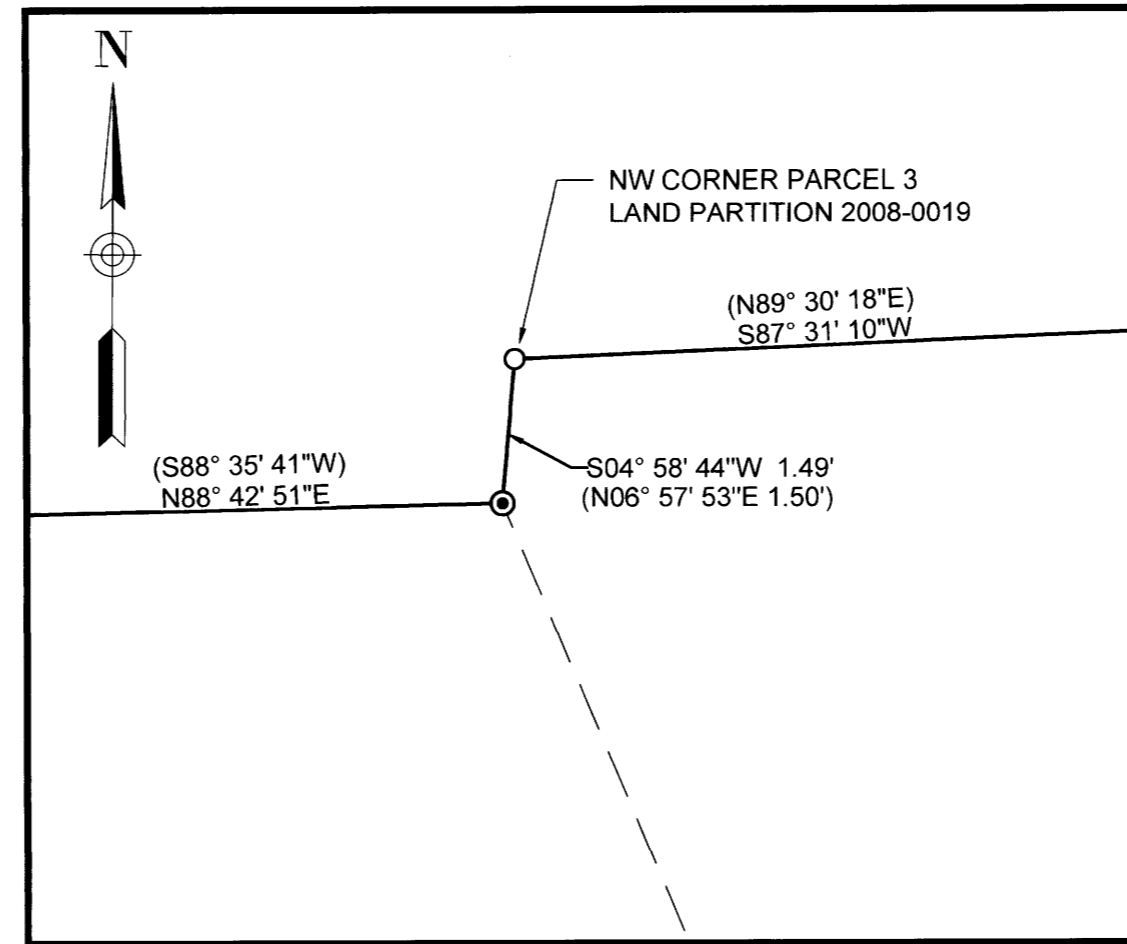 N
NW CORNER PARCEL 3
LAND PARTITION 2008-0019
(N89° 30' 18"E)
S87° 31' 10"W
(S88° 35' 41"W)
N88° 42' 51"E
S04° 58' 44"W 1.49'
(N06° 57' 53"E 1.50')